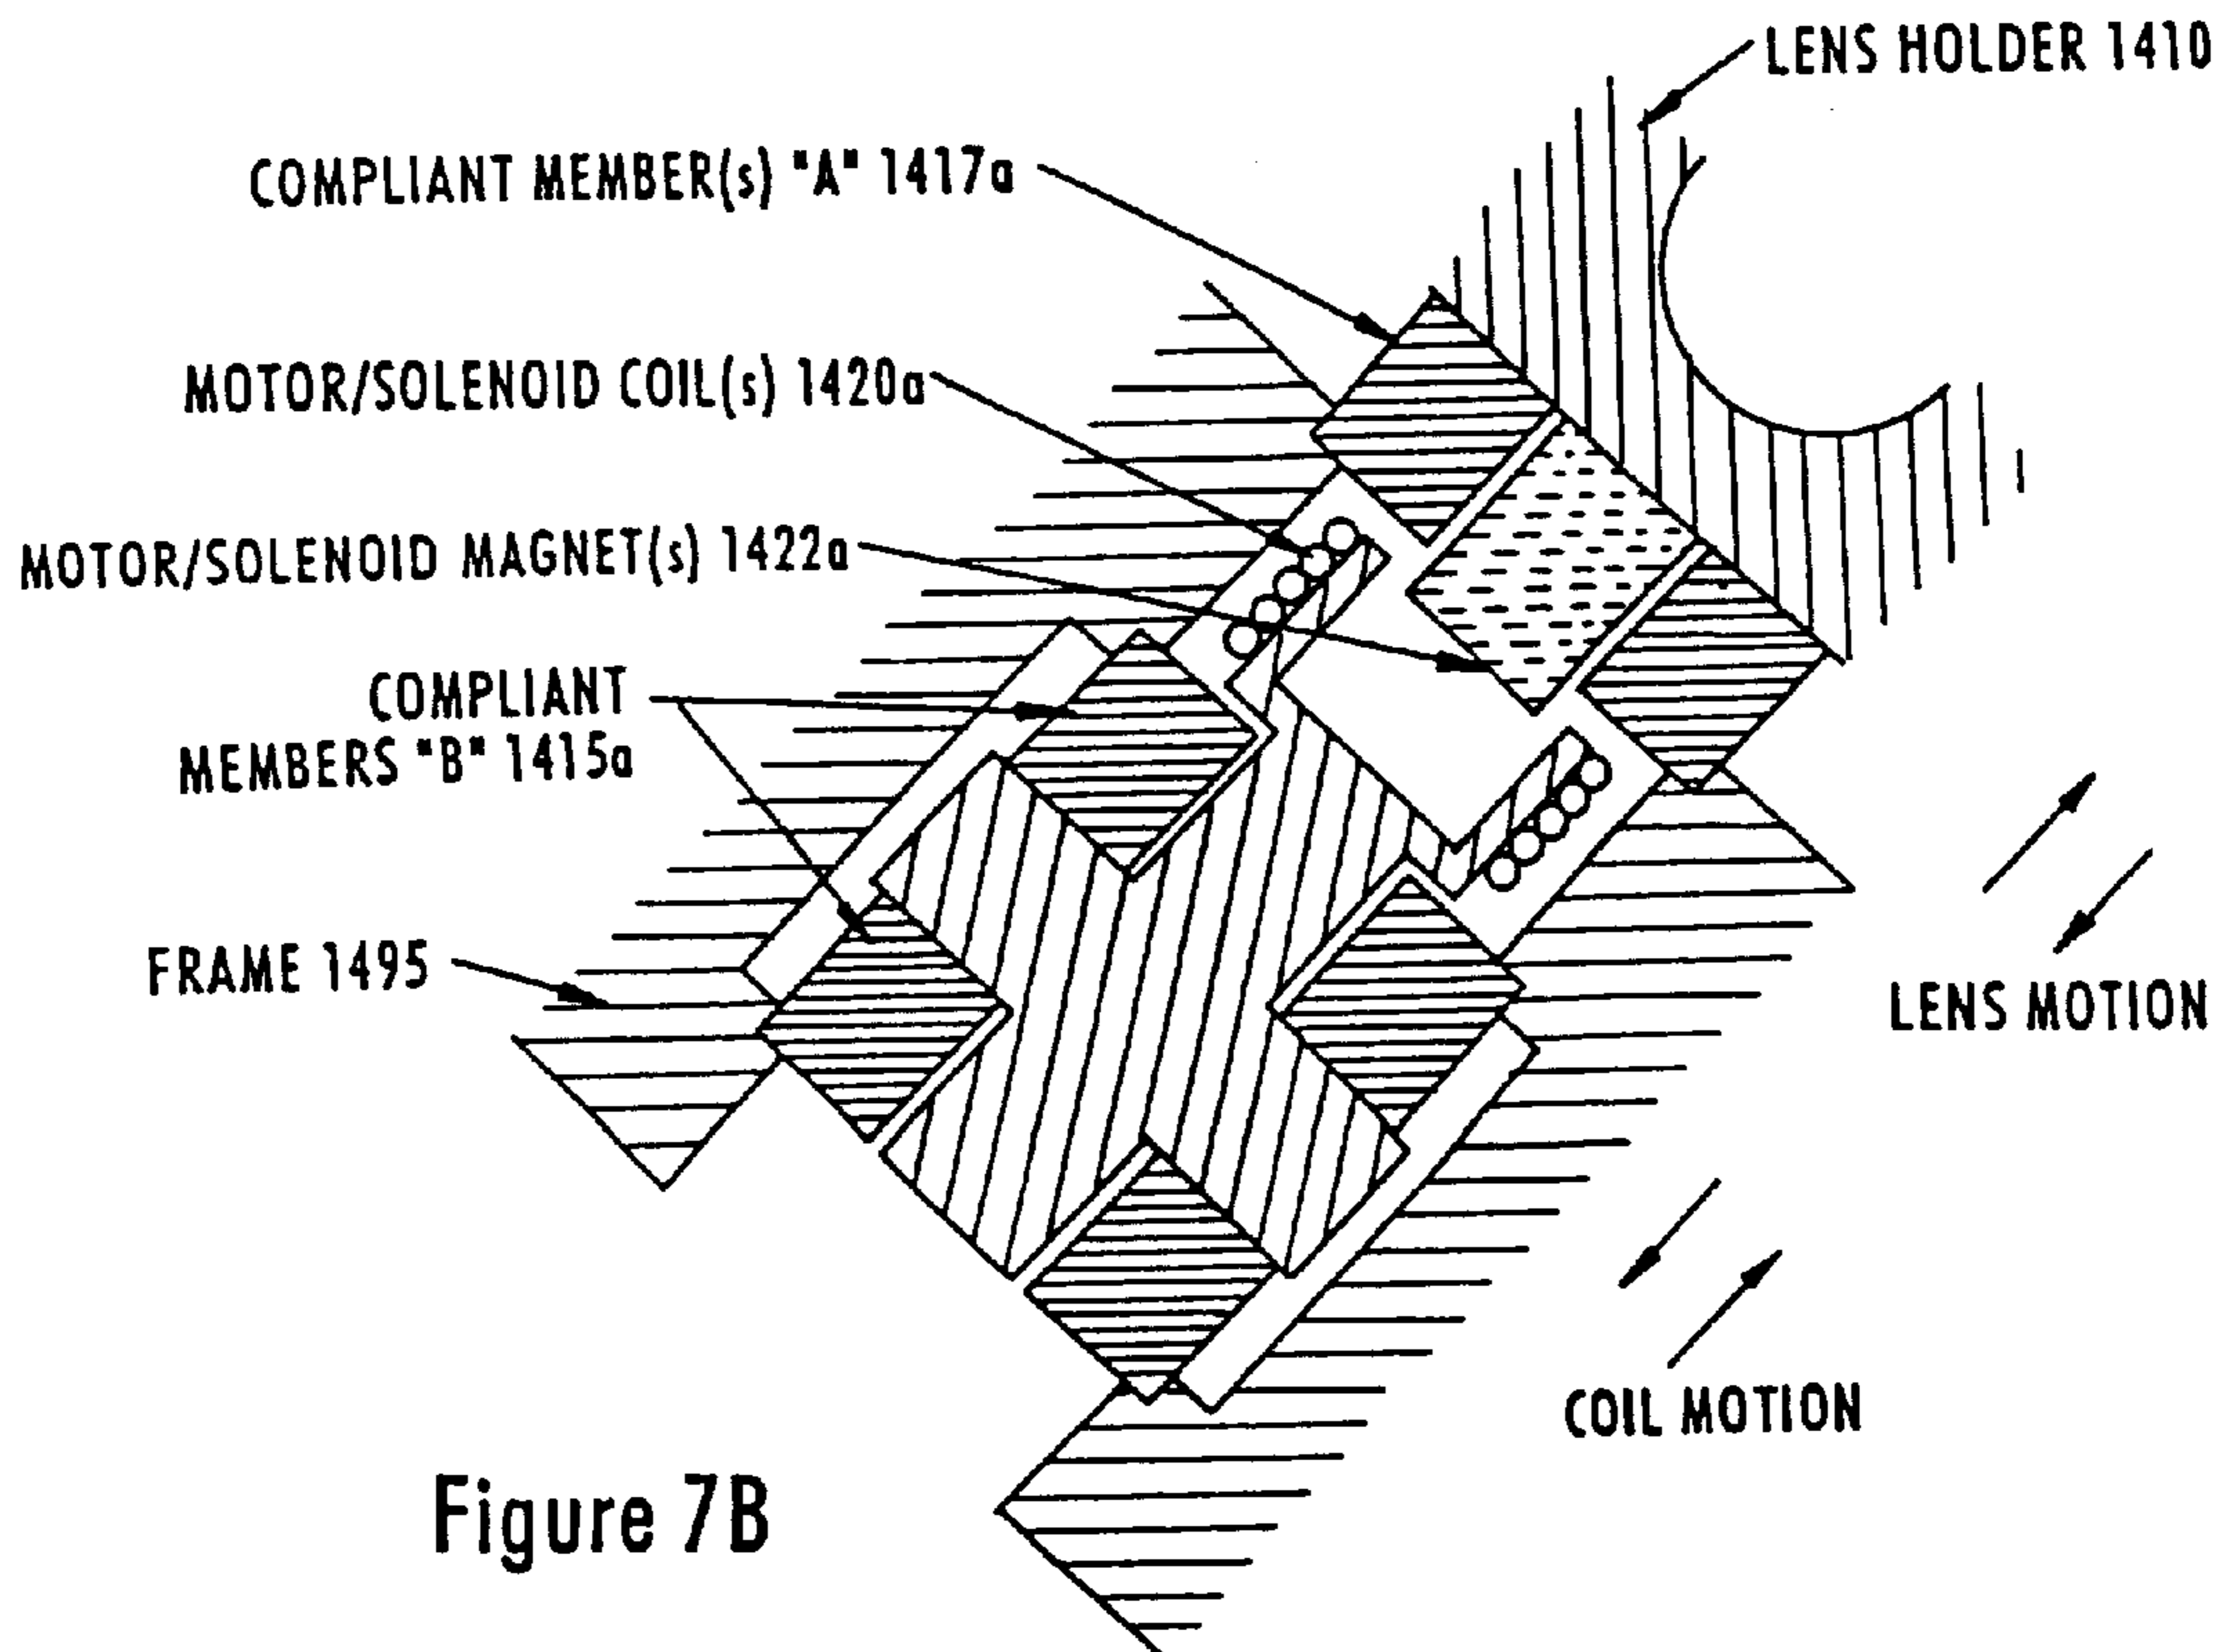 LENS HOLDER 1410
COMPLIANT MEMBER(s) "A" 1417a
MOTOR/SOLENOID COIL(s) 1420a
MOTOR/SOLENOID MAGNET(s) 1422a
COMPLIANT
MEMBERS "B" 1415a
FRAME 1495
LENS MOTION
COIL MOTION
Figure 7B